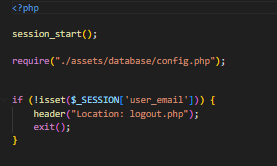 <?php
session_start();
require("./assets/database/config.php");
if (!isset($_SESSION['user_email'])) {
    header("Location: logout.php");
    exit();
}